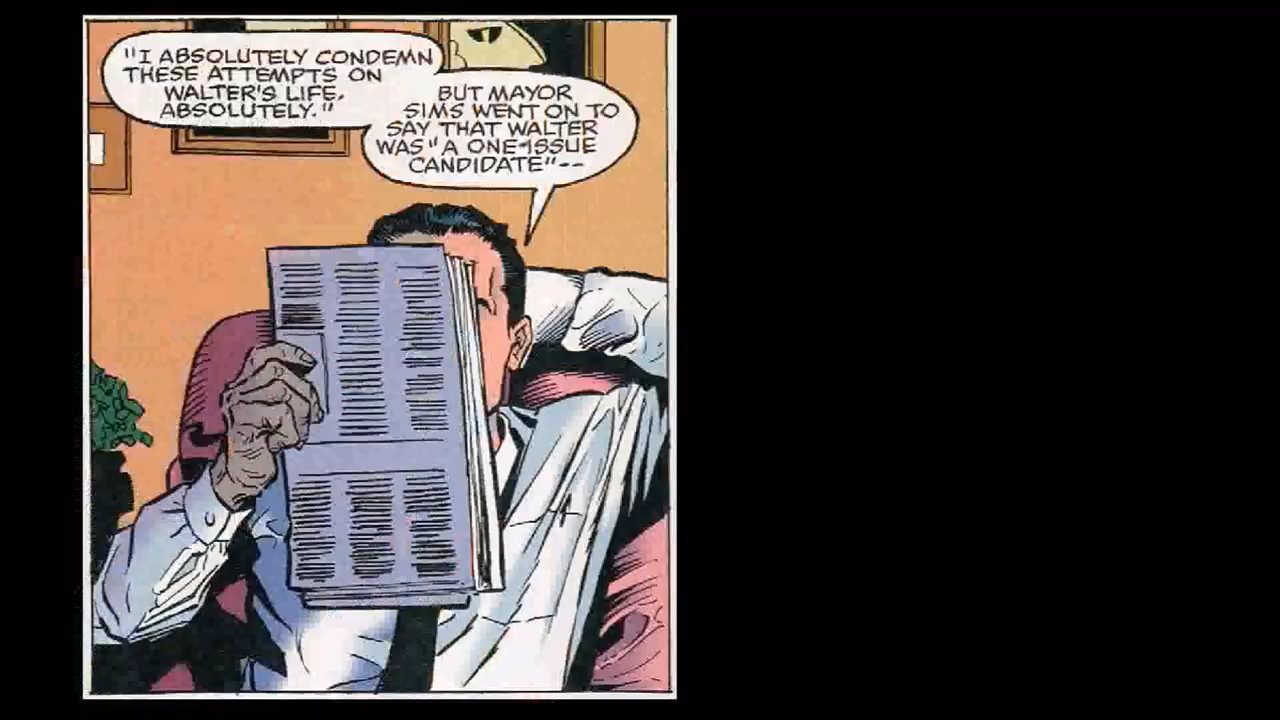 "I ABSOLUTELY CONDEMN
THESE ATTEMPTS ON
WALTER'S LIFE.
ABSOLUTELY."
BUT MAYOR
SIMS WENT ON TO
SAY THAT WALTER
WAS "A ONE-ISSUE
CANDIDATE"--